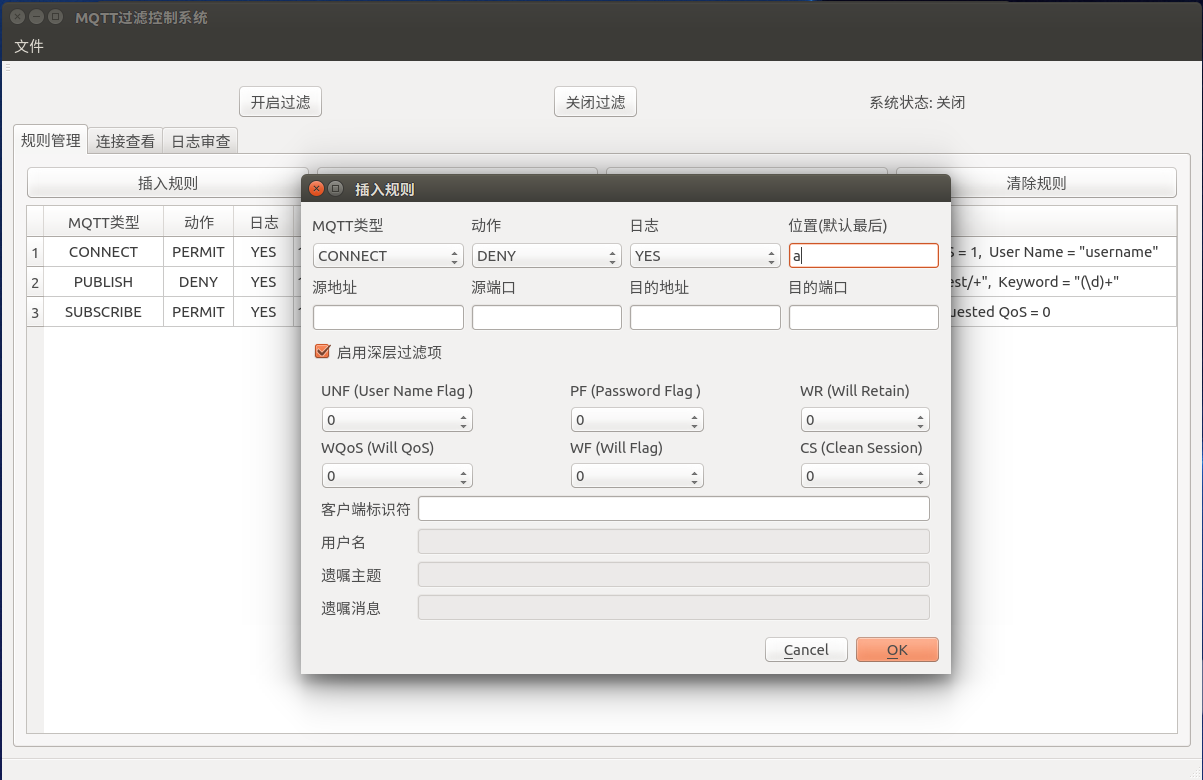 MQTT过滤控制系统
文件
开启过滤 关闭过滤 系统状态: 关闭
规则管理 连接查看 日志审查
插入规则 清除规则
MQTT类型 动作 日志
1 CONNECT PERMIT YES = 1, User Name = "username"
2 PUBLISH DENY YES Keyword = "(\d)+"
3 SUBSCRIBE PERMIT YES QoS = 0
插入规则
MQTT类型 动作 日志 位置(默认最后)
CONNECT DENY YES a
源地址 源端口 目的地址 目的端口
启用深层过滤项
UNF (User Name Flag ) PF (Password Flag ) WR (Will Retain)
0 0 0
WQoS (Will QoS) WF (Will Flag) CS (Clean Session)
0 0 0
客户端标识符
用户名
遗嘱主题
遗嘱消息
Cancel OK